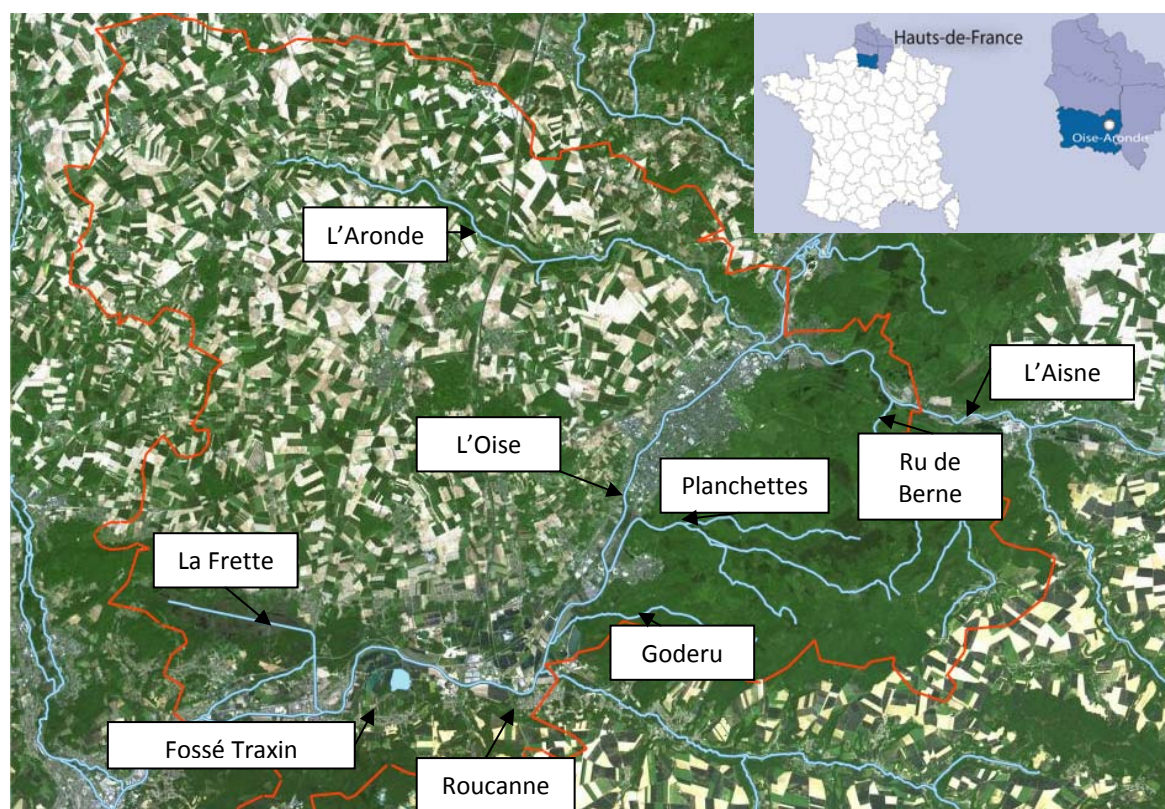 Hauts-de-France
Oise-Aronde
L'Aronde
L'Aisne
L'Oise
Planchettes
Ru de
Berne
La Frette
Goderu
Fossé Traxin
Roucanne